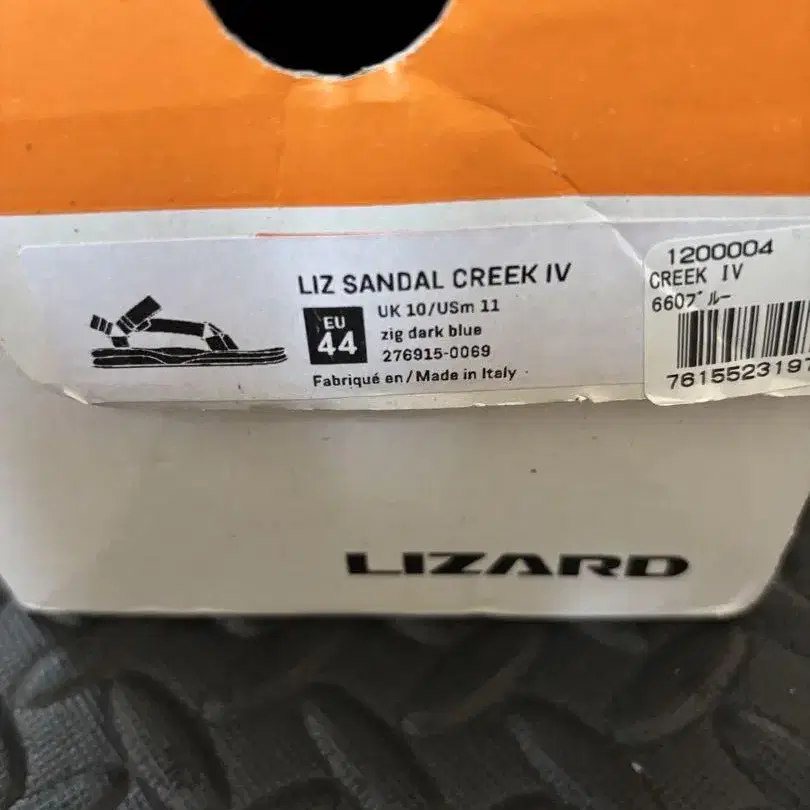 LIZ SANDAL CREEK IV
EU
44
UK 10/USm 11
zig dark blue
276915-0069
Fabriqué en/Made in Italy
1200004
CREEK IV
660ブルー
7615523197
LIZARD